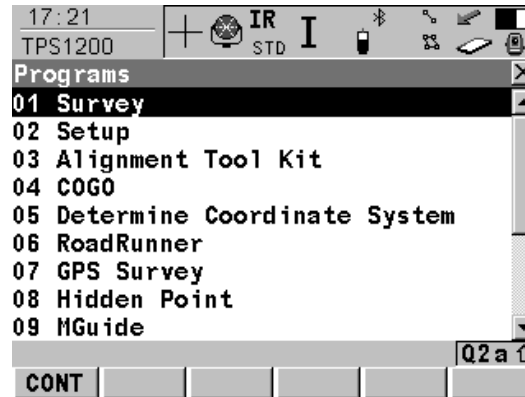 17:21
TPS1200
IR
STD
I
Programs
01 Survey
02 Setup
03 Alignment Tool Kit
04 COGO
05 Determine Coordinate System
06 RoadRunner
07 GPS Survey
08 Hidden Point
09 MGuide
Q2a⇧
CONT